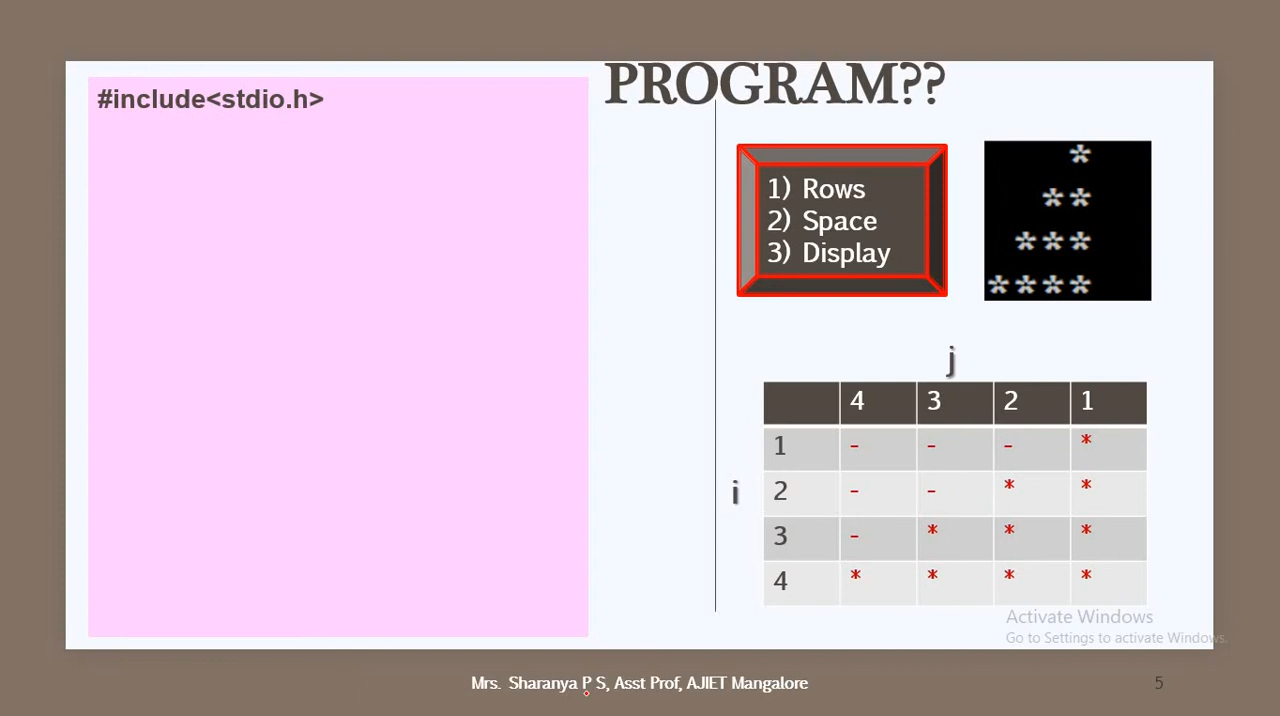 PROGRAM??
#include<stdio.h>
1) Rows
2) Space
3) Display
*
**
***
****
j
4 3 2 1
1 - - - *
i
2 - - * *
3 - * * *
4 * * * *
Activate Windows
Go to Settings to activate Windows.
Mrs. Sharanya P S, Asst Prof, AJIET Mangalore
5